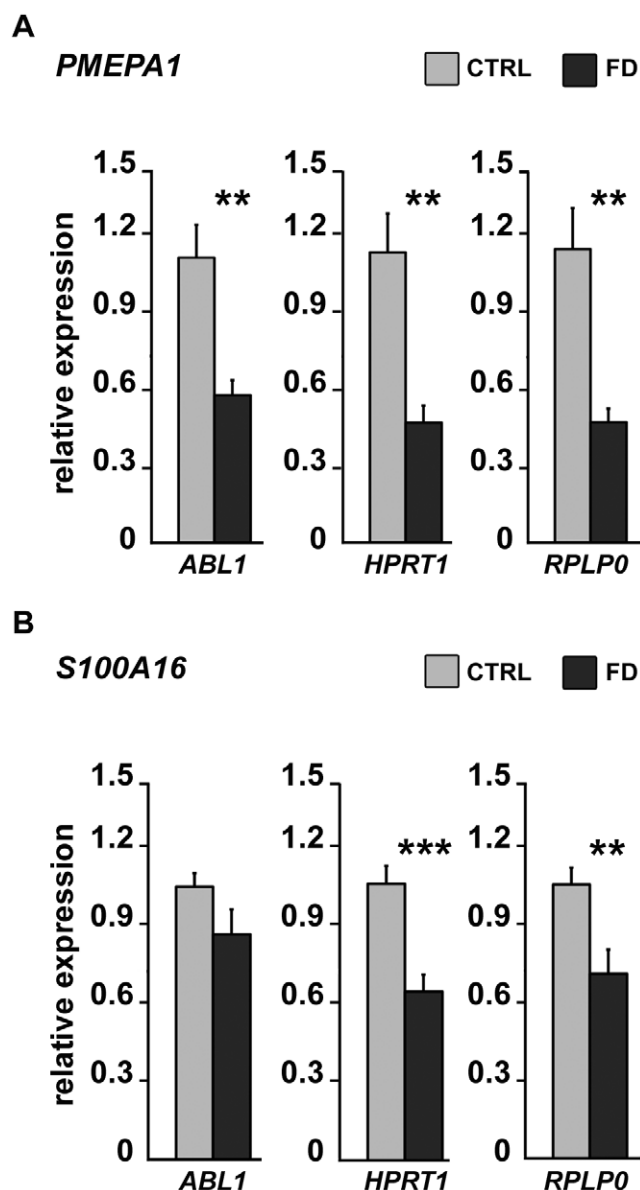 A
PMEPA1
CTRL FD
relative expression
1.5 1.5 1.5
** ** **
1.2 1.2 1.2
0.9 0.9 0.9
0.6 0.6 0.6
0.3 0.3 0.3
0 0 0
ABL1 HPRT1 RPLP0
B
S100A16
CTRL FD
relative expression
1.5 1.5 1.5
1.2 1.2 1.2
*** **
0.9 0.9 0.9
0.6 0.6 0.6
0.3 0.3 0.3
0 0 0
ABL1 HPRT1 RPLP0